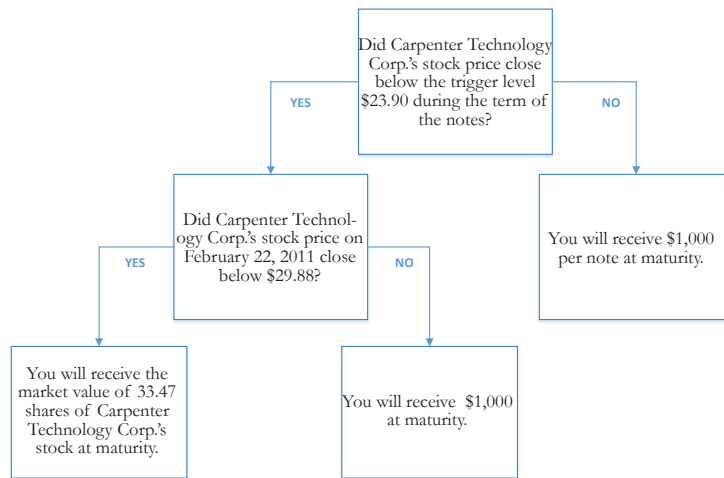 Did Carpenter Technology
Corp.'s stock price close
below the trigger level
$23.90 during the term of
the notes?
YES
NO
Did Carpenter Technol-
ogy Corp.'s stock price on
February 22, 2011 close
below $29.88?
You will receive $1,000
per note at maturity.
YES
NO
You will receive the
market value of 33.47
shares of Carpenter
Technology Corp.'s
stock at maturity.
You will receive $1,000
at maturity.